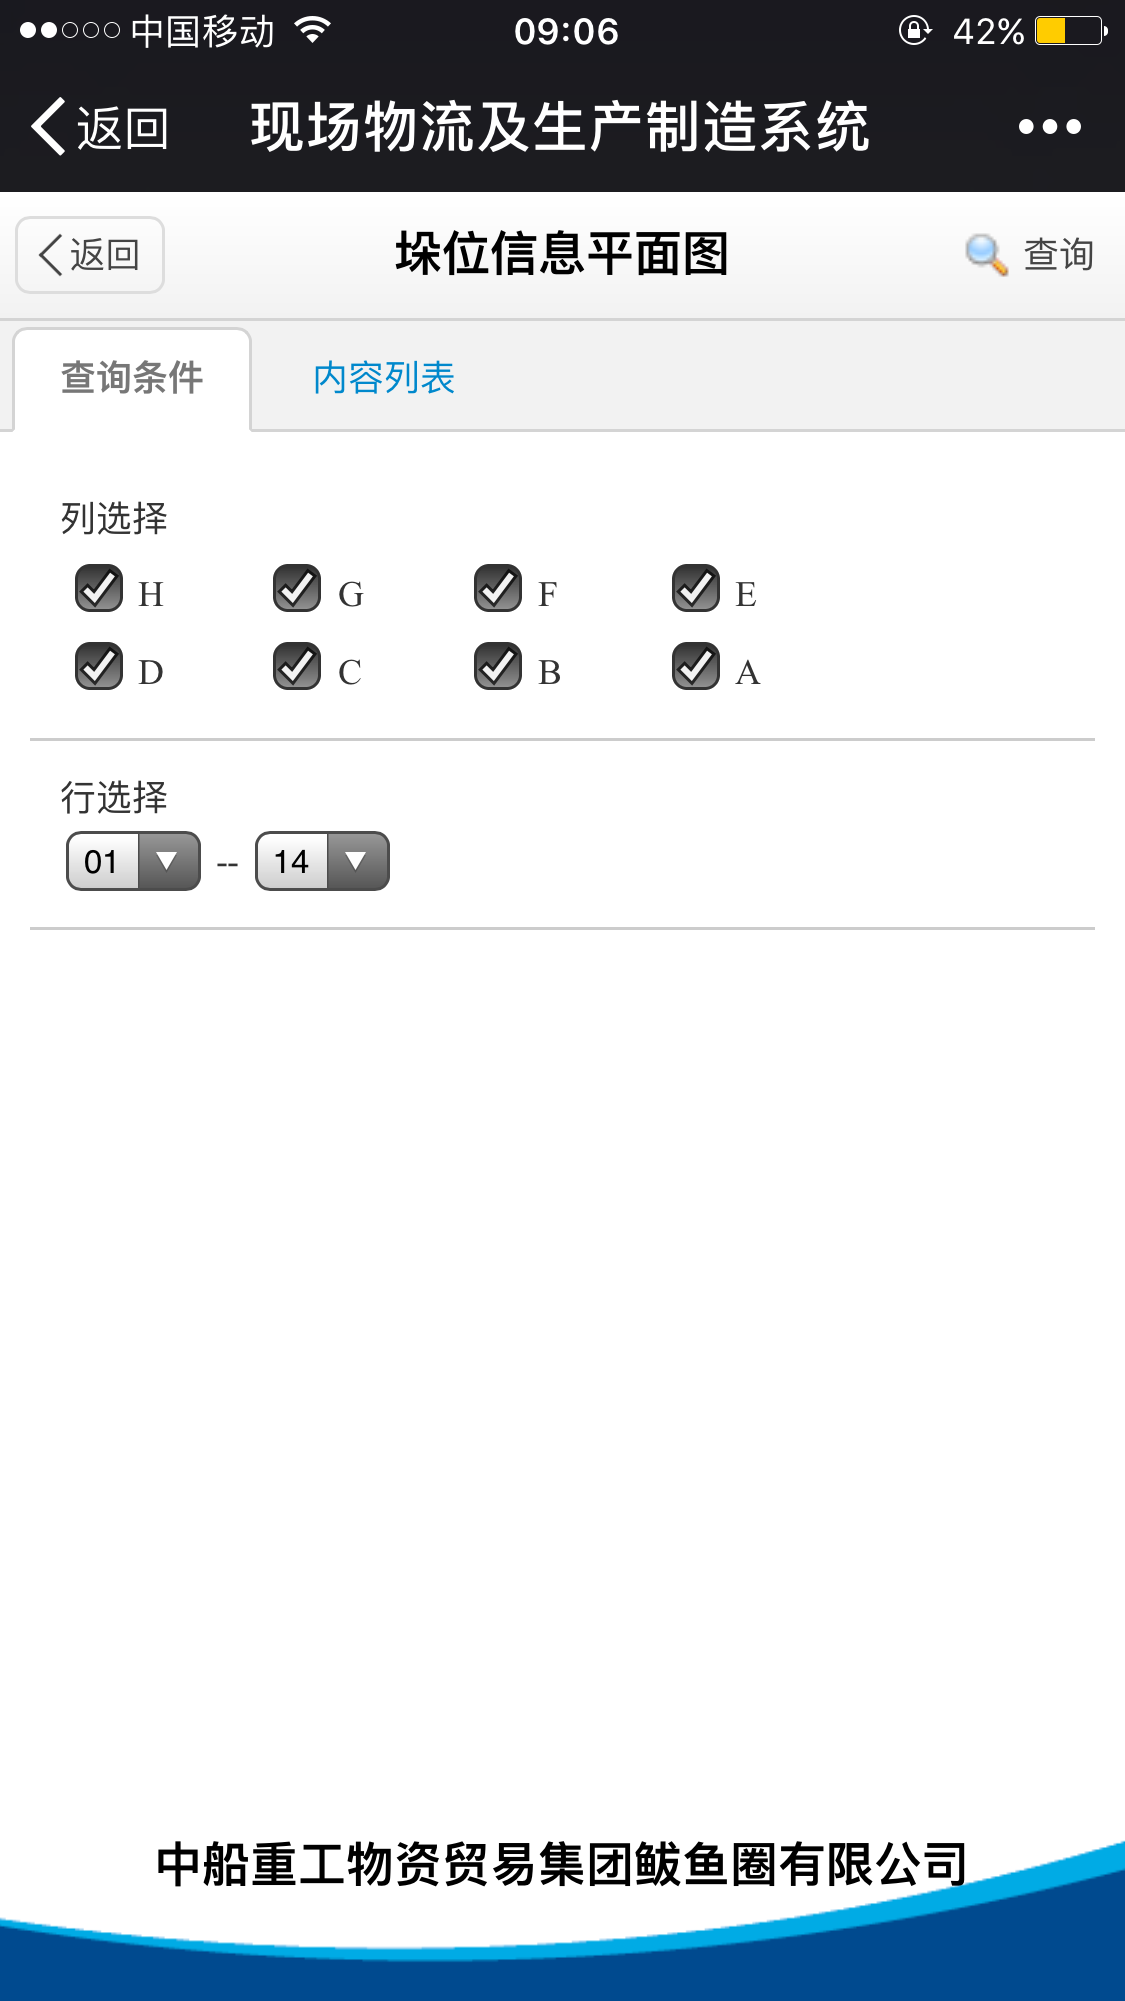 中国移动 09:06 42%
返回 现场物流及生产制造系统
返回 垛位信息平面图 查询
查询条件 内容列表
列选择
H G F E
D C B A
行选择
01 -- 14
中船重工物资贸易集团鲅鱼圈有限公司